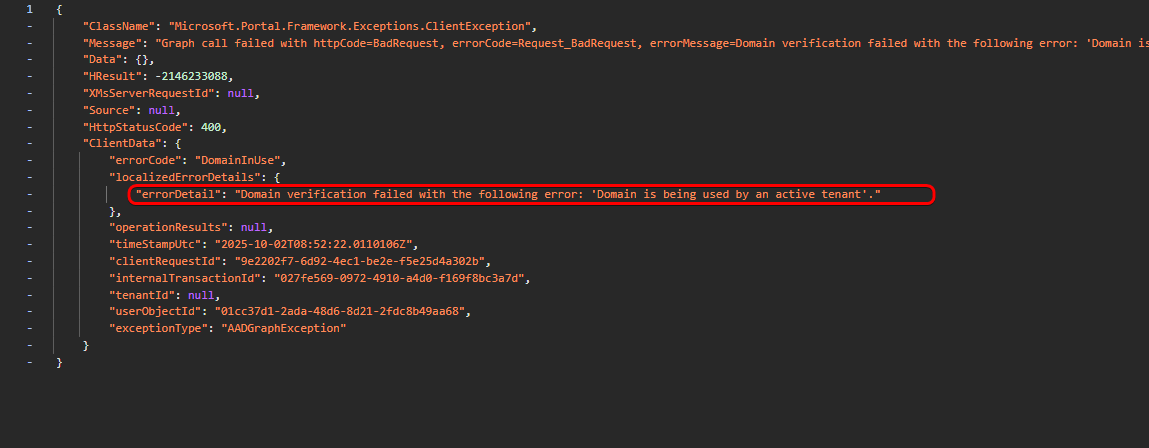 1 {
- "ClassName": "Microsoft.Portal.Framework.Exceptions.ClientException",
- "Message": "Graph call failed with httpCode=BadRequest, errorCode=Request_BadRequest, errorMessage=Domain verification failed with the following error: 'Domain is
- "Data": {},
- "HResult": -2146233088,
- "XMsServerRequestId": null,
- "Source": null,
- "HttpStatusCode": 400,
- "ClientData": {
- "errorCode": "DomainInUse",
- "localizedErrorDetails": {
- "errorDetail": "Domain verification failed with the following error: 'Domain is being used by an active tenant'."
- },
- "operationResults": null,
- "timeStampUtc": "2025-10-02T08:52:22.0110106Z",
- "clientRequestId": "9e2202f7-6d92-4ec1-be2e-f5e25d4a302b",
- "internalTransactionId": "027fe569-0972-4910-a4d0-f169f8bc3a7d",
- "tenantId": null,
- "userObjectId": "01cc37d1-2ada-48d6-8d21-2fdc8b49aa68",
- "exceptionType": "AADGraphException"
- }
- }